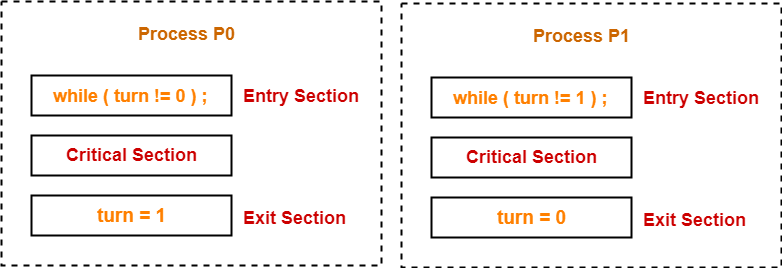 Process P0
while ( turn != 0 ) ; Entry Section
Critical Section
turn = 1 Exit Section
Process P1
while ( turn != 1 ) ; Entry Section
Critical Section
turn = 0 Exit Section